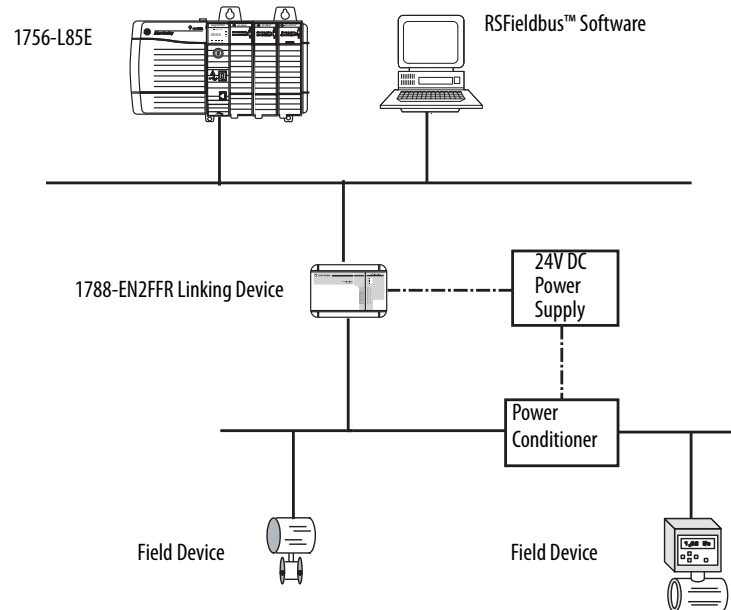 1756-L85E
RSFieldbus™ Software
1788-EN2FFR Linking Device
24V DC
Power
Supply
Power
Conditioner
Field Device
Field Device